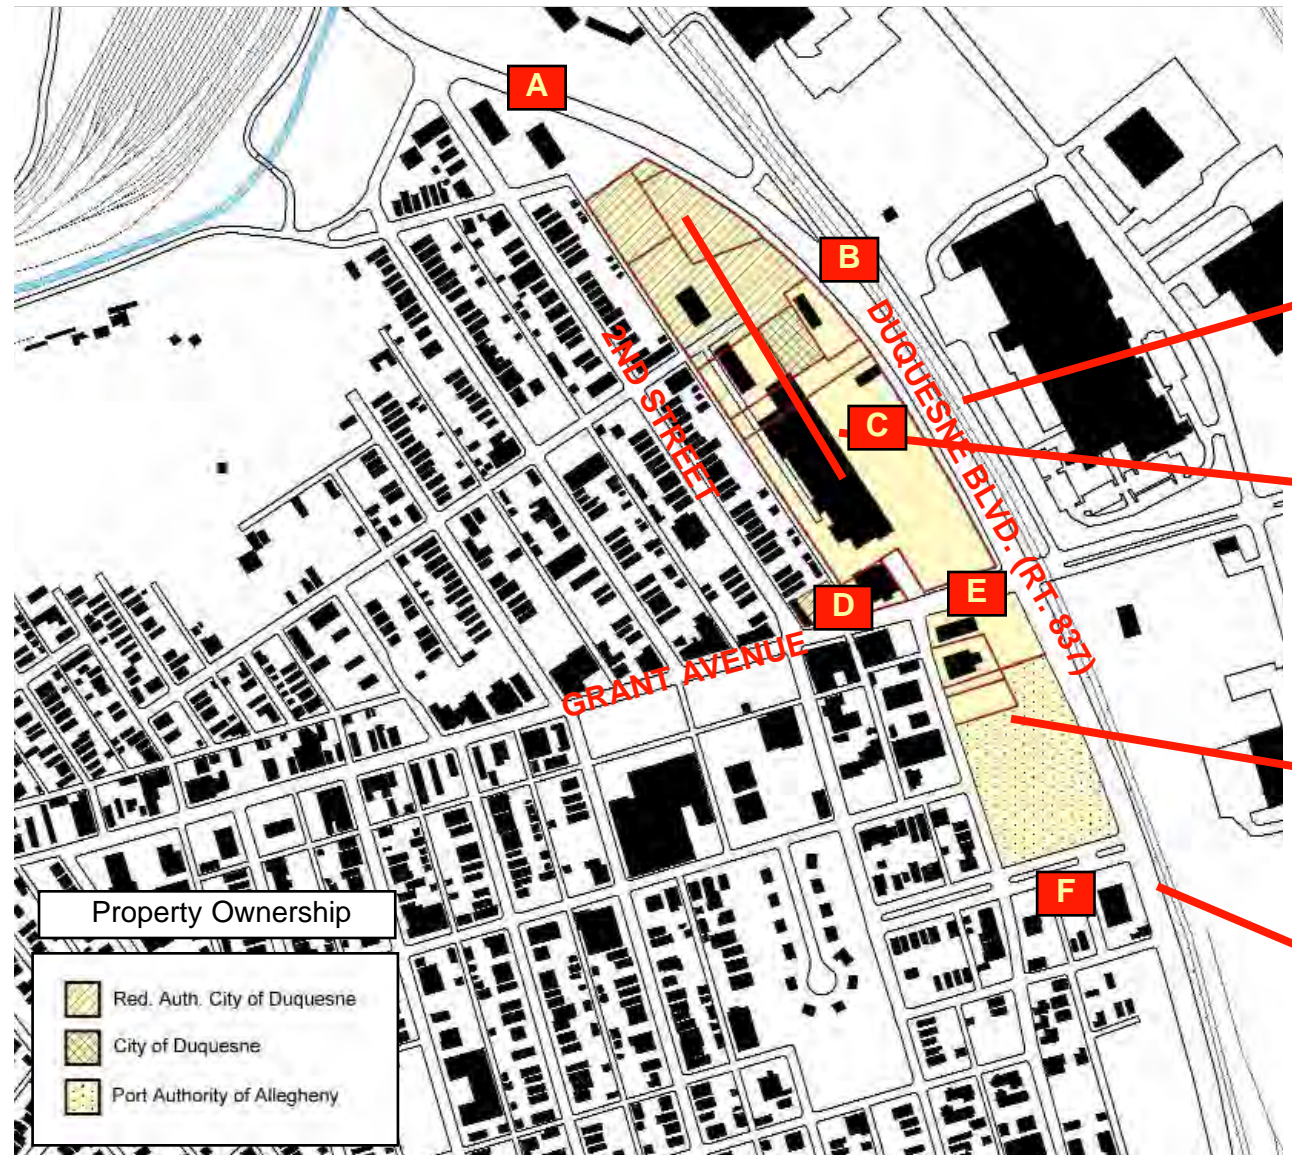 A
B
2ND STREET
DUQUESNE BLVD. (RT. 837)
C
D
E
GRANT AVENUE
F
Property Ownership
Red. Auth. City of Duquesne
City of Duquesne
Port Authority of Allegheny